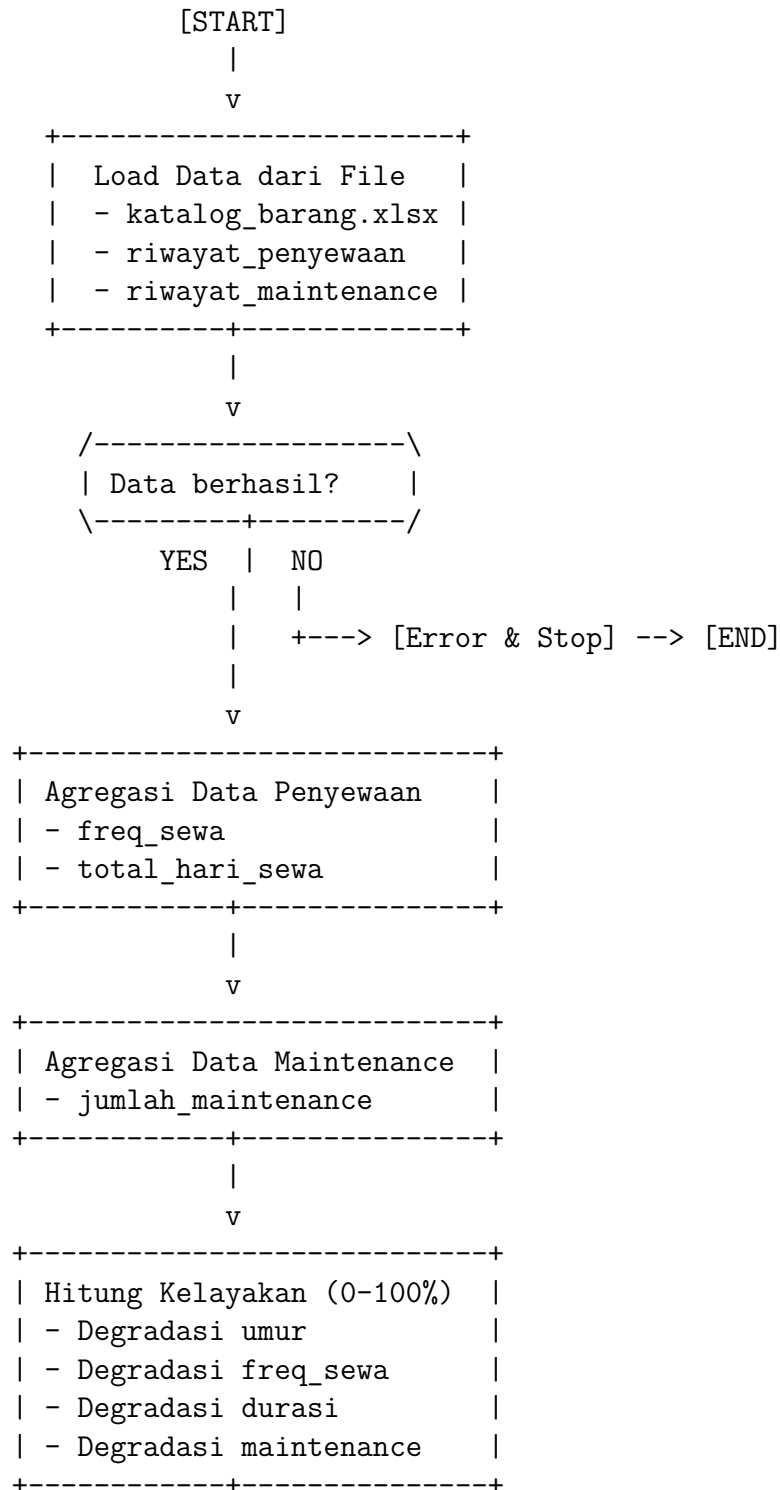 [START]
|
v
+------------------------+
|  Load Data dari File   |
|  - katalog_barang.xlsx |
|  - riwayat_penyewaan   |
|  - riwayat_maintenance |
+----------+-------------+
|
v
/-------------------\
| Data berhasil?    |
\---------+---------/
YES  |  NO
|   |
|   +---> [Error & Stop] --> [END]
|
v
+----------------------------+
| Agregasi Data Penyewaan    |
| - freq_sewa                |
| - total_hari_sewa          |
+------------+---------------+
|
v
+----------------------------+
| Agregasi Data Maintenance  |
| - jumlah_maintenance       |
+------------+---------------+
|
v
+----------------------------+
| Hitung Kelayakan (0-100%)  |
| - Degradasi umur           |
| - Degradasi freq_sewa      |
| - Degradasi durasi         |
| - Degradasi maintenance    |
+------------+---------------+